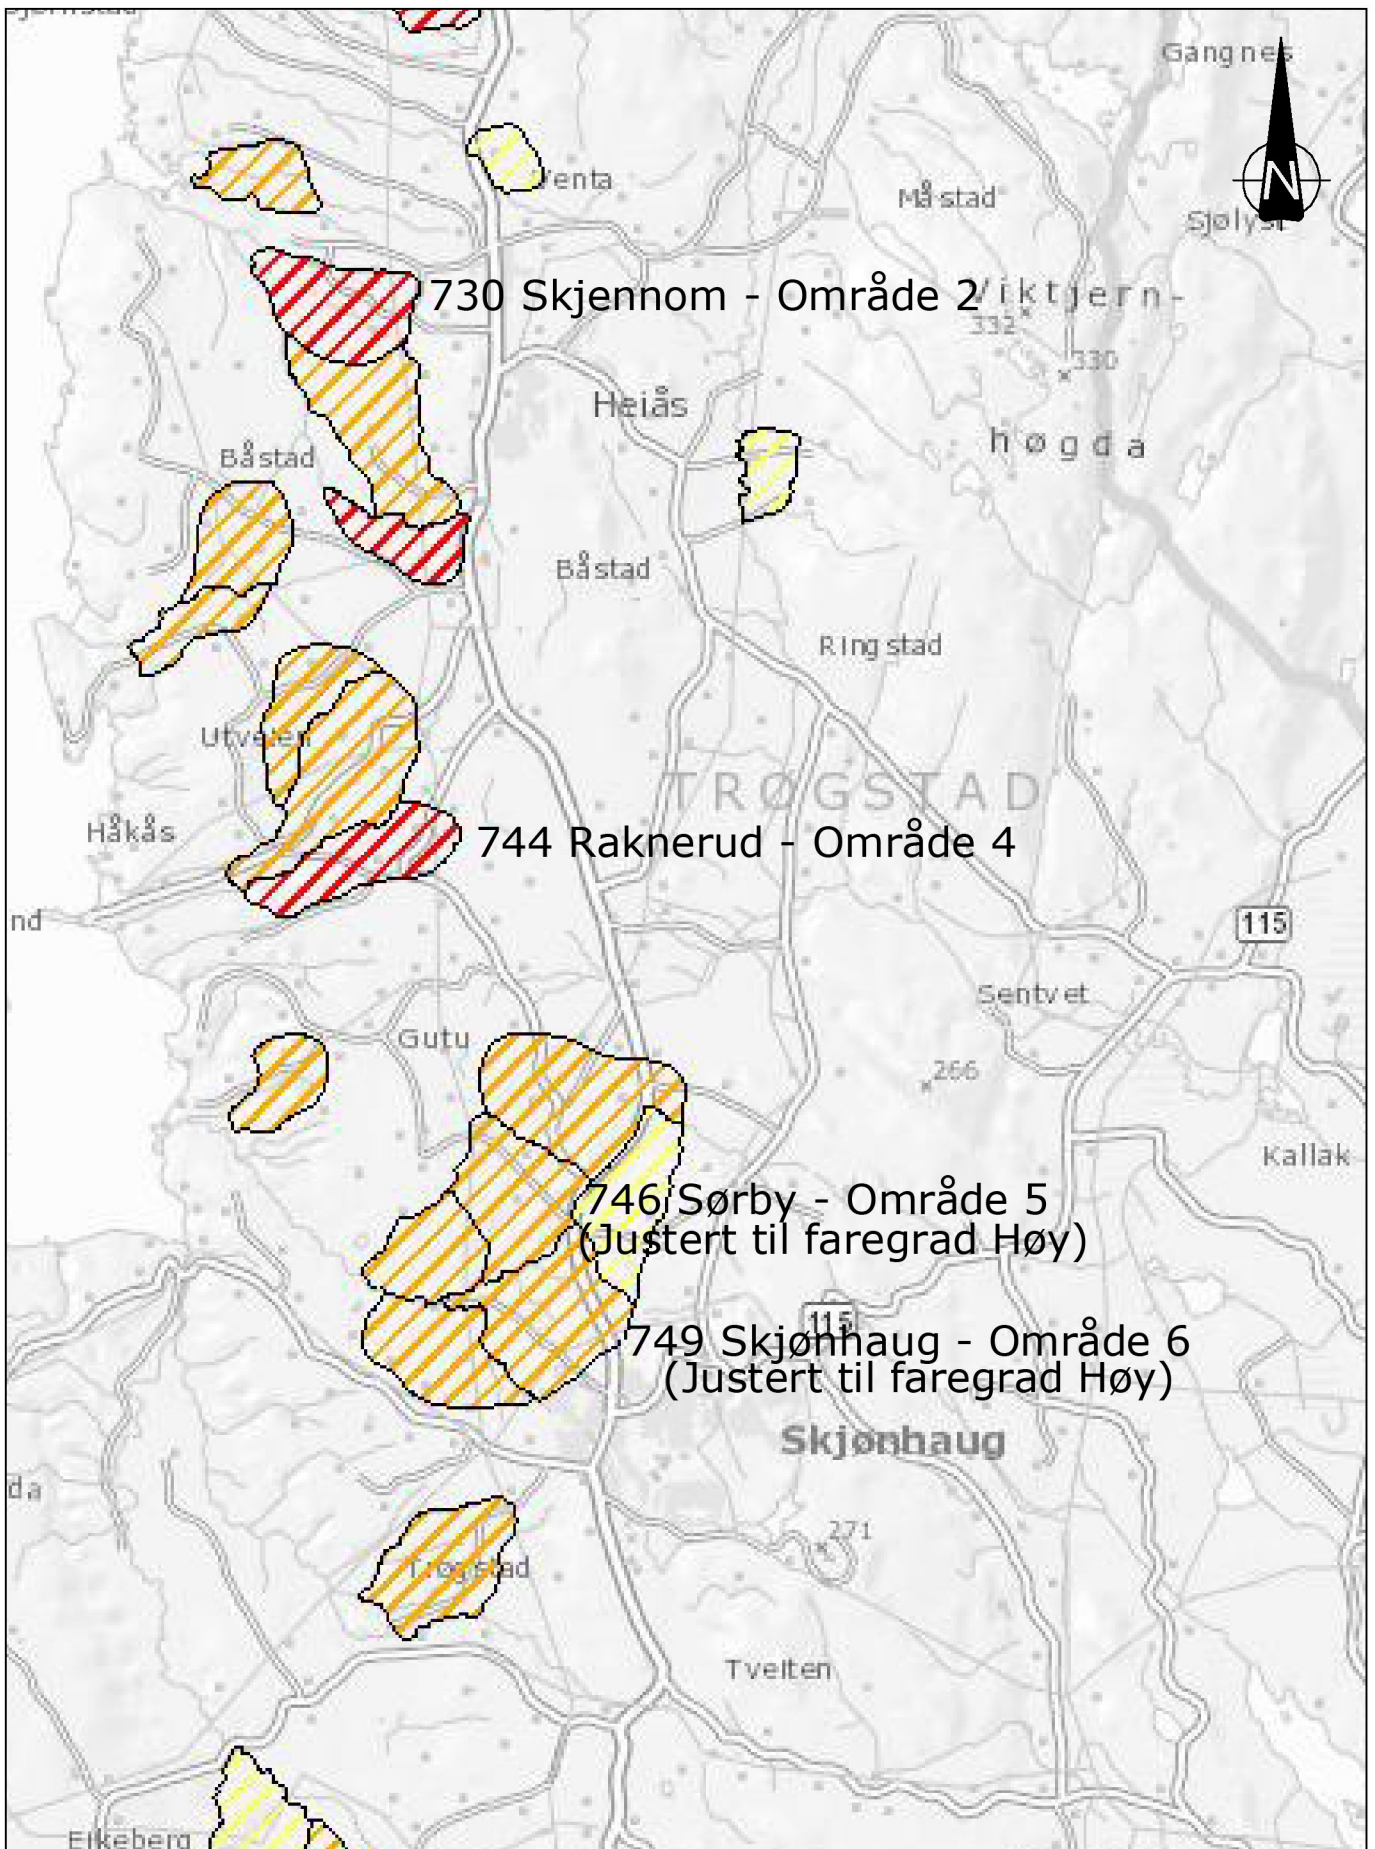 Gangnes
N
Venta
Måstad
730 Skjennom - Område 2
Viktjern-
332
330
Heiås
høgda
Båstad
Båstad
Ringstad
Utveien
TRØGSTAD
Håkås
744 Raknerud - Område 4
nd
115
Sentvet
Gutu
266
Kallak
746 Sørby - Område 5
(Justert til faregrad Høy)
115
749 Skjønhaug - Område 6
(Justert til faregrad Høy)
Skjønhaug
da
271
Trøgstad
Tveiten
Eikeberg